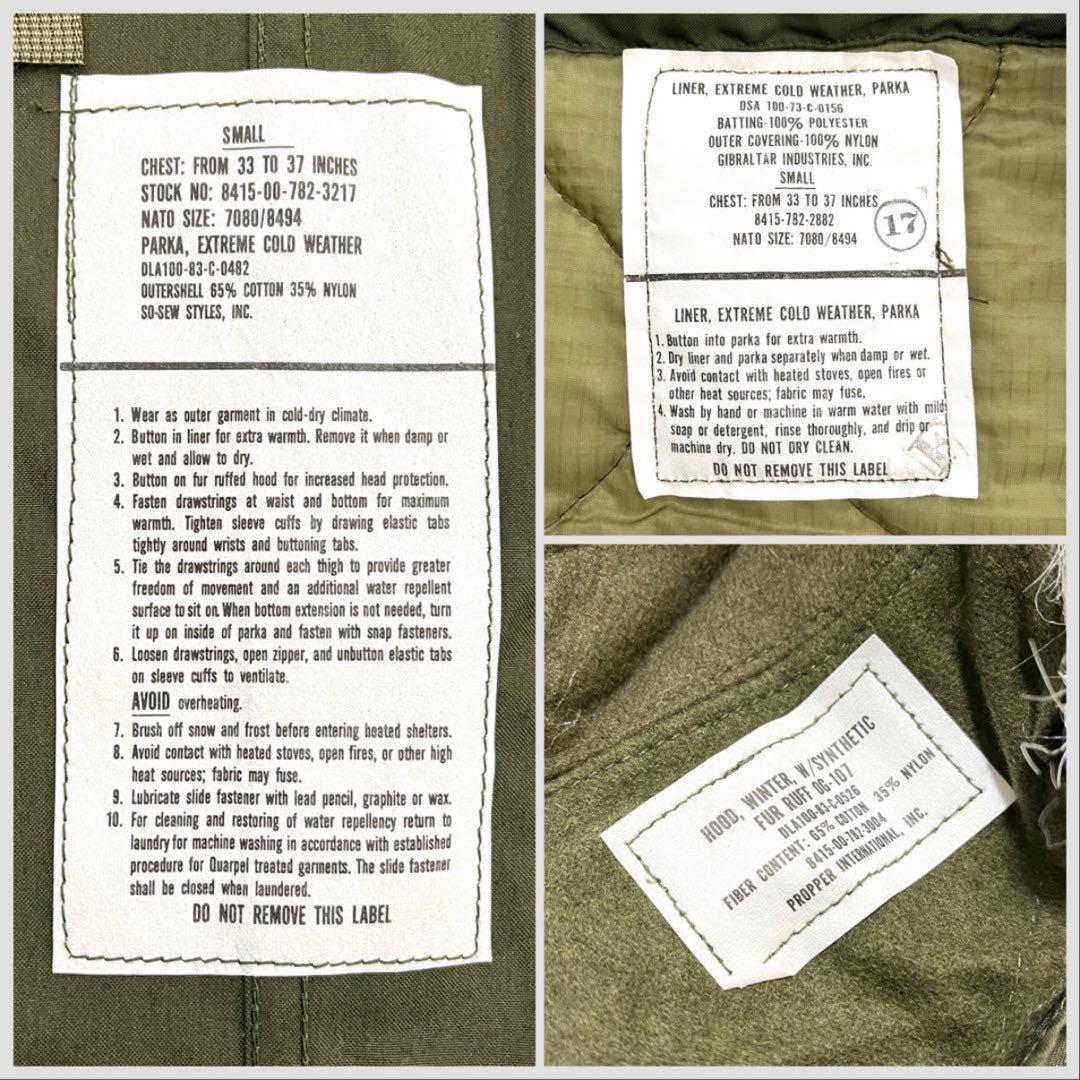 SMALL
CHEST: FROM 33 TO 37 INCHES
STOCK NO: 8415-00-782-3217
NATO SIZE: 7080/8494
PARKA, EXTREME COLD WEATHER
DLA100-83-C-0482
OUTERSHELL 65% COTTON 35% NYLON
SO-SEW STYLES, INC.
1. Wear as outer garment in cold-dry climate.
2. Button in liner for extra warmth. Remove it when damp or
wet and allow to dry.
3. Button on fur ruffed hood for increased head protection.
4. Fasten drawstrings at waist and bottom for maximum
warmth. Tighten sleeve cuffs by drawing elastic tabs
tightly around wrists and buttoning tabs.
5. Tie the drawstrings around each thigh to provide greater
freedom of movement and an additional water repellent
surface to sit on. When bottom extension is not needed, turn
it up on inside of parka and fasten with snap fasteners.
6. Loosen drawstrings, open zipper, and unbutton elastic tabs
on sleeve cuffs to ventilate.
AVOID overheating.
7. Brush off snow and frost before entering heated shelters.
8. Avoid contact with heated stoves, open fires, or other high
heat sources; fabric may fuse.
9. Lubricate slide fastener with lead pencil, graphite or wax.
10. For cleaning and restoring of water repellency return to
laundry for machine washing in accordance with established
procedure for Quarpel treated garments. The slide fastener
shall be closed when laundered.
DO NOT REMOVE THIS LABEL
LINER, EXTREME COLD WEATHER, PARKA
DSA 100-73-C-0156
BATTING-100% POLYESTER
OUTER COVERING-100% NYLON
GIBRALTAR INDUSTRIES, INC.
SMALL
CHEST: FROM 33 TO 37 INCHES
8415-782-2882
NATO SIZE: 7080/8494
17
LINER, EXTREME COLD WEATHER, PARKA
1. Button into parka for extra warmth.
2. Dry liner and parka separately when damp or wet.
3. Avoid contact with heated stoves, open fires or
other heat sources; fabric may fuse.
4. Wash by hand or machine in warm water with mild
soap or detergent, rinse thoroughly, and drip or
machine dry. DO NOT DRY CLEAN.
DO NOT REMOVE THIS LABEL
HOOD, WINTER, W/SYNTHETIC
FUR RUFF OG-107
DLA100-83-C-0526
FIBER CONTENT: 65% COTTON 35% NYLON
8415-00-782-3004
PROPPER INTERNATIONAL, INC.